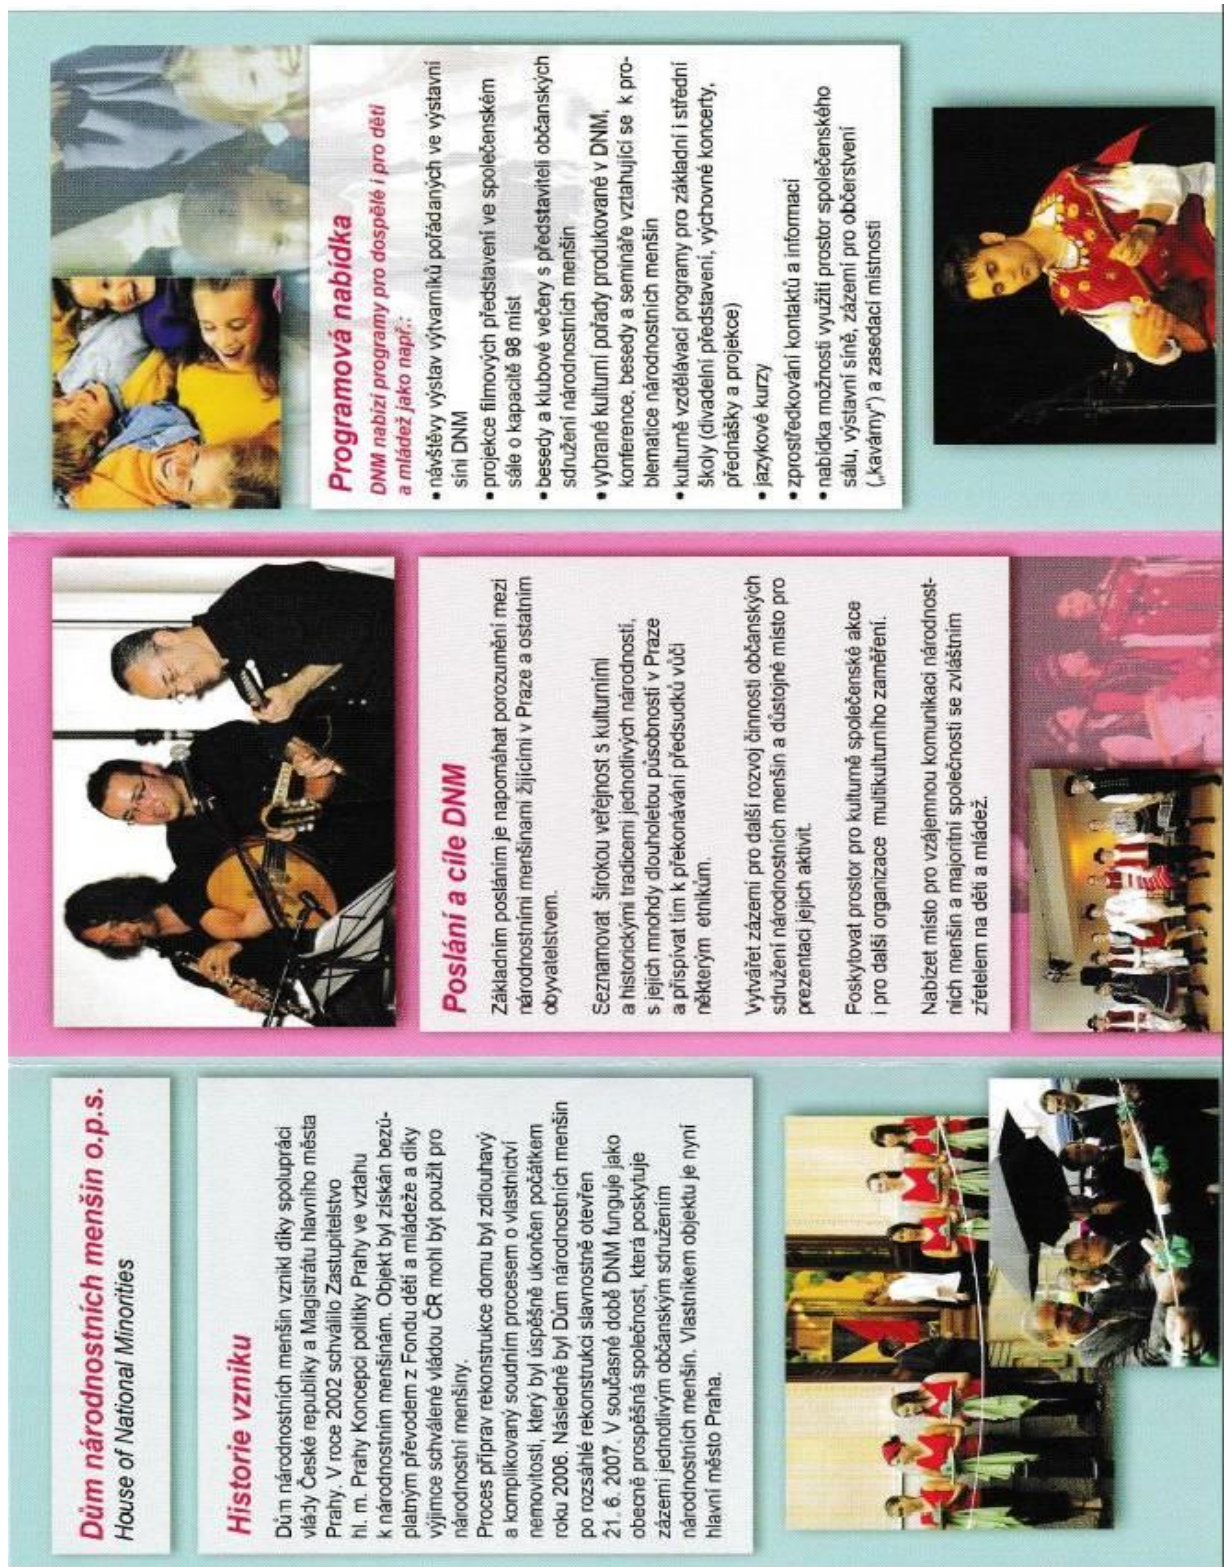 Dům národnostních menšin o.p.s.
House of National Minorities
Historie vzniku
Dům národnostních menšin vznikl díky spolupráci
vlády České republiky a Magistrátu hlavního města
Prahy. V roce 2002 schválilo Zastupitelstvo
hl. m. Prahy Koncepci politiky Prahy ve vztahu
k národnostním menšinám. Objekt byl získán bezú-
platným převodem z Fondu dětí a mládeže a díky
výjimce schválené vládou ČR mohl být použit pro
národnostní menšiny.
Proces příprav rekonstrukce domu byl zdlouhavý
a komplikovaný soudním procesem o vlastnictví
nemovitosti, který byl úspěšně ukončen počátkem
roku 2006. Následně byl Dům národnostních menšin
po rozsáhlé rekonstrukci slavnostně otevřen
21. 6. 2007. V současné době DNM funguje jako
obecně prospěšná společnost, která poskytuje
zázemí jednotlivým občanským sdružením
národnostních menšin. Vlastníkem objektu je nyní
hlavní město Praha.
Poslání a cíle DNM
Základním posláním je napomáhat porozumění mezi
národnostními menšinami žijícími v Praze a ostatním
obyvatelstvem.
Seznamovat širokou veřejnost s kulturními
a historickými tradicemi jednotlivých národností,
s jejich mnohdy dlouholetou působností v Praze
a přispívat tím k překonávání předsudků vůči
některým etnikům.
Vytvářet zázemí pro další rozvoj činnosti občanských
sdružení národnostních menšin a důstojné místo pro
prezentaci jejich aktivit.
Poskytovat prostor pro kulturně společenské akce
i pro další organizace multikulturního zaměření.
Nabízet místo pro vzájemnou komunikaci národnost-
ních menšin a majoritní společnosti se zvláštním
zřetelem na děti a mládež.
Programová nabídka
DNM nabízí programy pro dospělé i pro děti
a mládež jako např.:
• návštěvy výstav výtvarníků pořádaných ve výstavní
síni DNM
• projekce filmových představení ve společenském
sále o kapacitě 98 míst
• besedy a klubové večery s představiteli občanských
sdružení národnostních menšin
• vybrané kulturní pořady produkované v DNM,
konference, besedy a semináře vztahující se k pro-
blematice národnostních menšin
• kulturně vzdělávací programy pro základní i střední
školy (divadelní představení, výchovné koncerty,
přednášky a projekce)
• jazykové kurzy
• zprostředkování kontaktů a informací
• nabídka možnosti využití prostor společenského
sálu, výstavní síně, zázemí pro občerstvení
(„kavárny") a zasedací místnosti